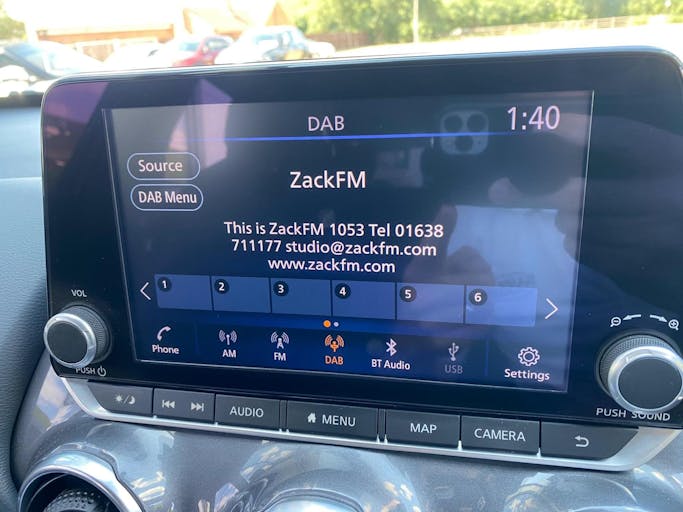 DAB
1:40
Source
DAB Menu
ZackFM
This is ZackFM 1053 Tel 01638
711177 studio@zackfm.com
www.zackfm.com
1 2 3 4 5 6
Phone
AM
FM
DAB
BT Audio
USB
Settings
VOL
PUSH
PUSH SOUND
AUDIO
MENU
MAP
CAMERA